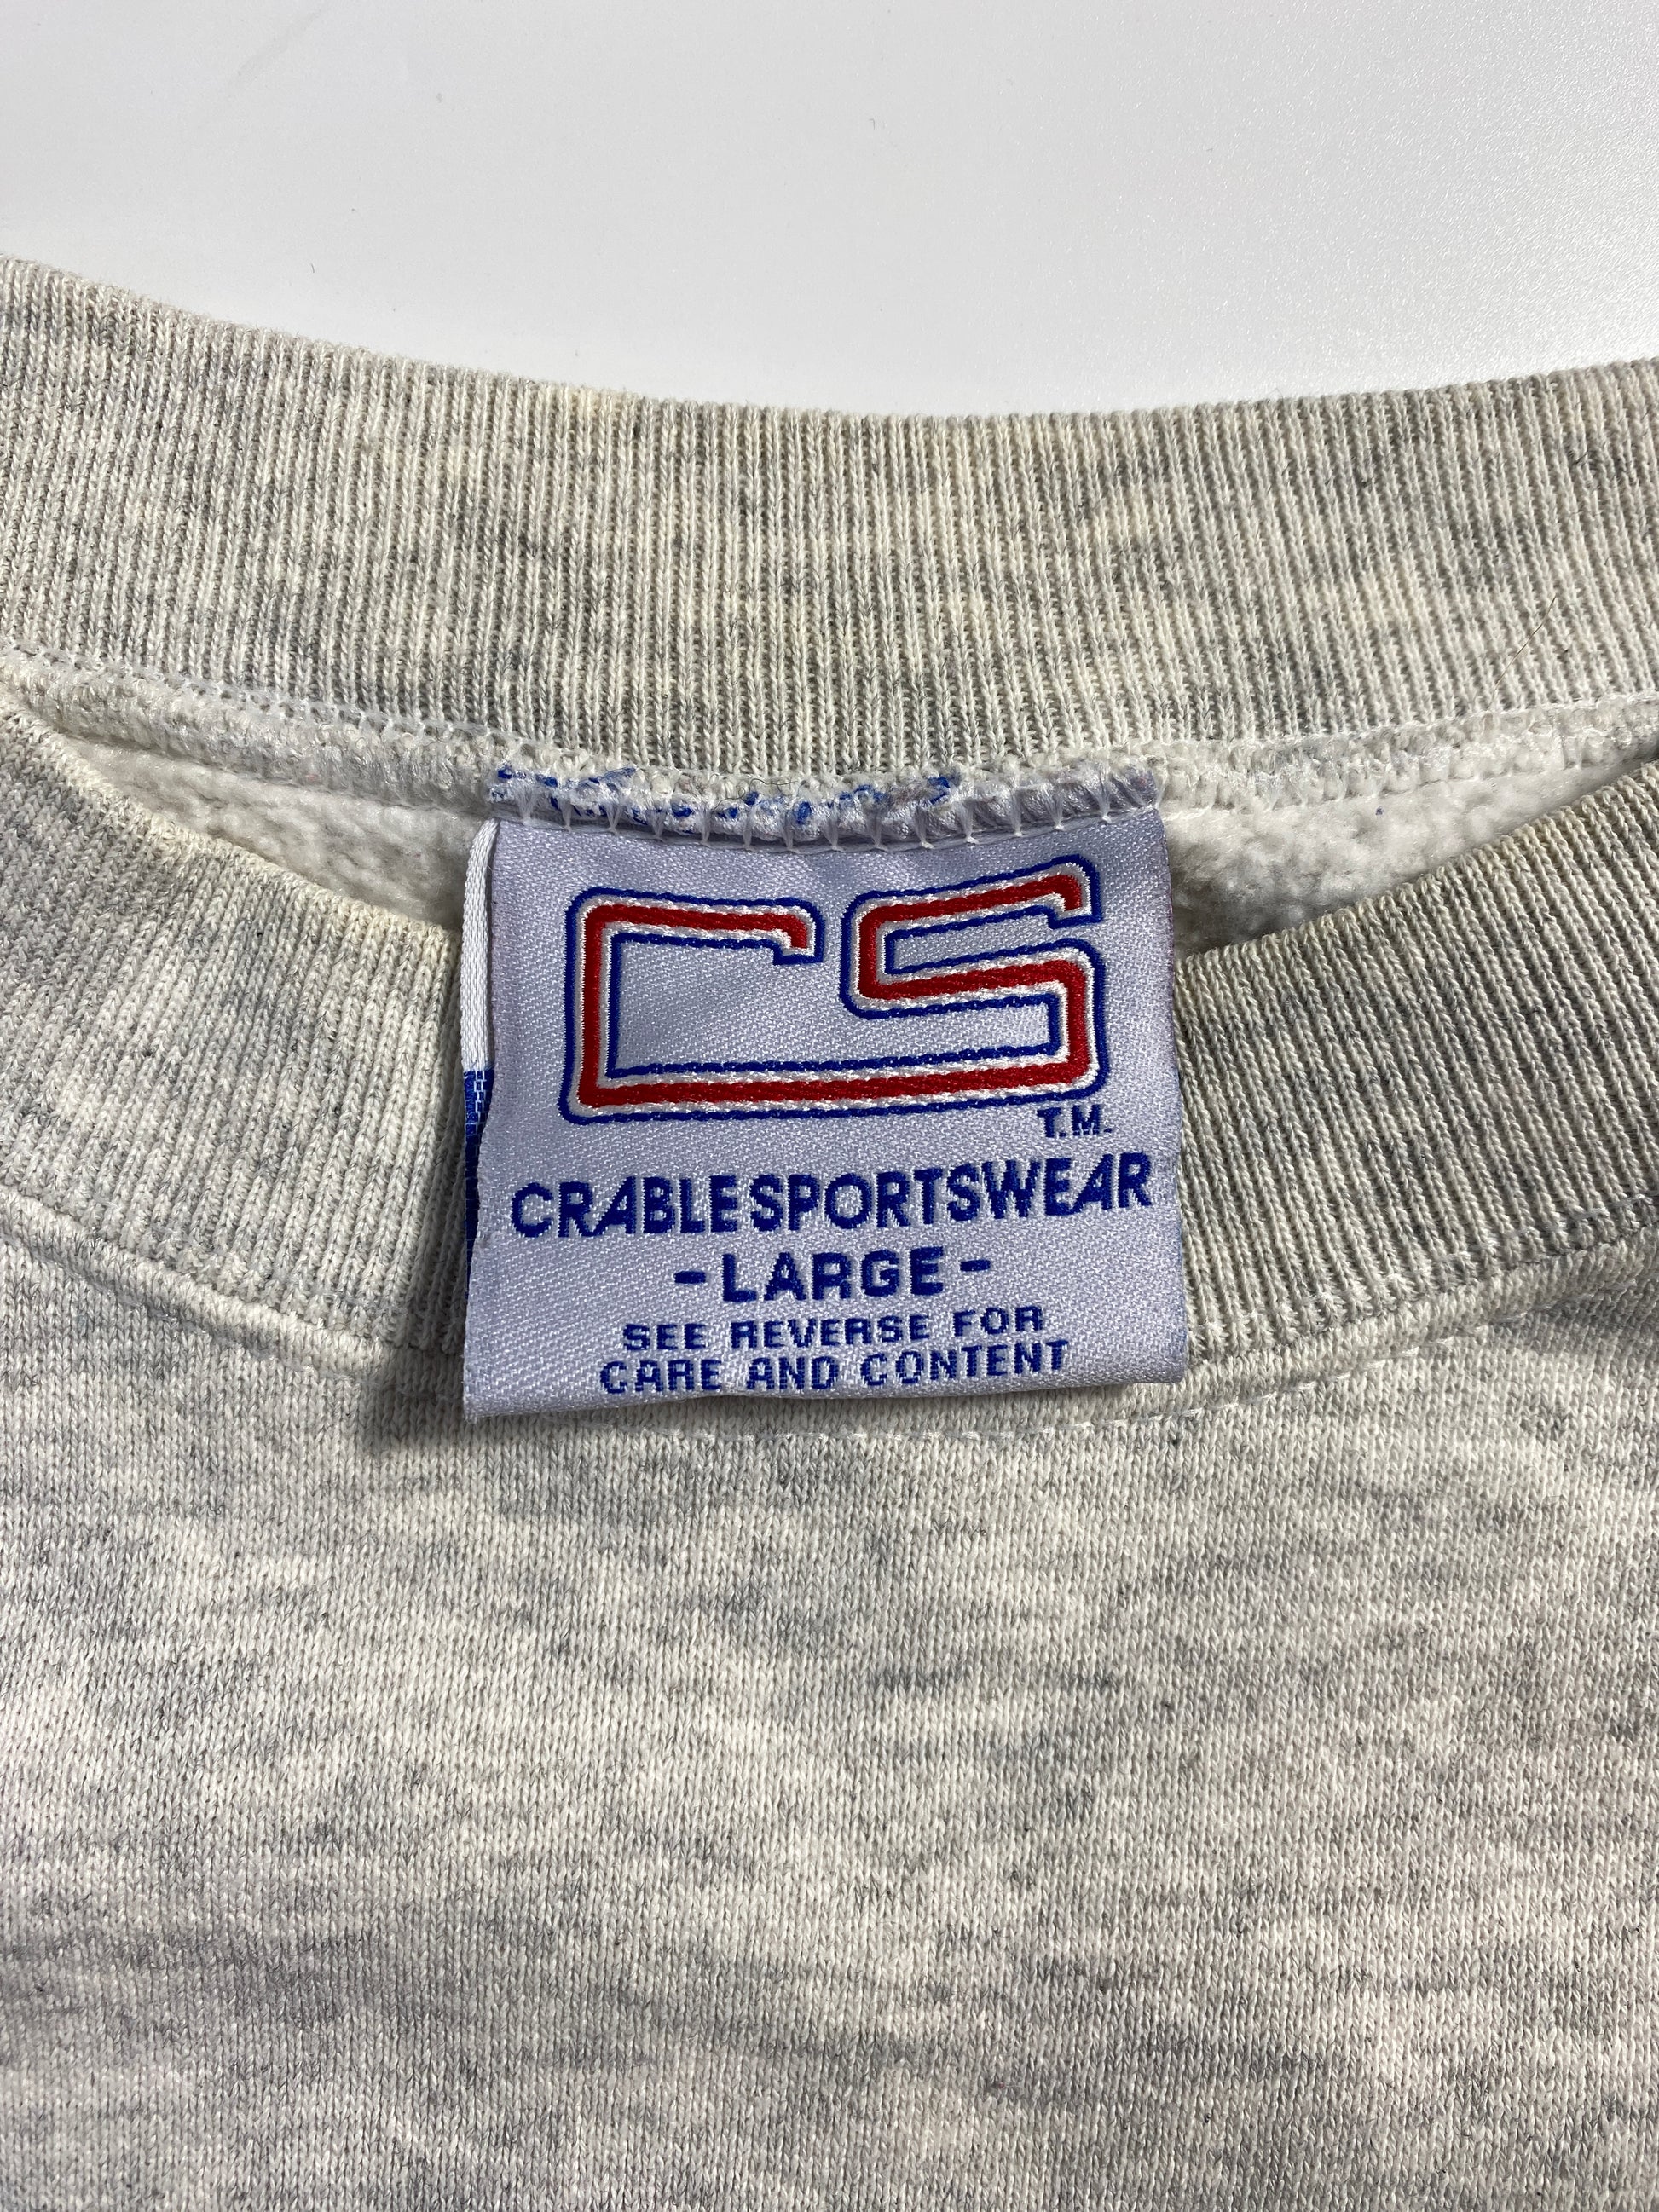 CS
T.M.
CRABLE SPORTSWEAR
- LARGE -
SEE REVERSE FOR
CARE AND CONTENT